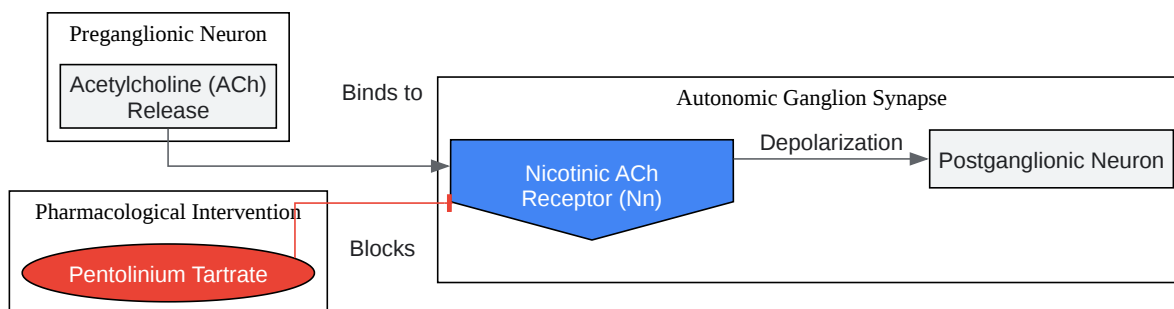 Preganglionic Neuron
Acetylcholine (ACh)
Release
Binds to
Autonomic Ganglion Synapse
Nicotinic ACh
Receptor (Nn)
Depolarization
Postganglionic Neuron
Pharmacological Intervention
Pentolinium Tartrate
Blocks